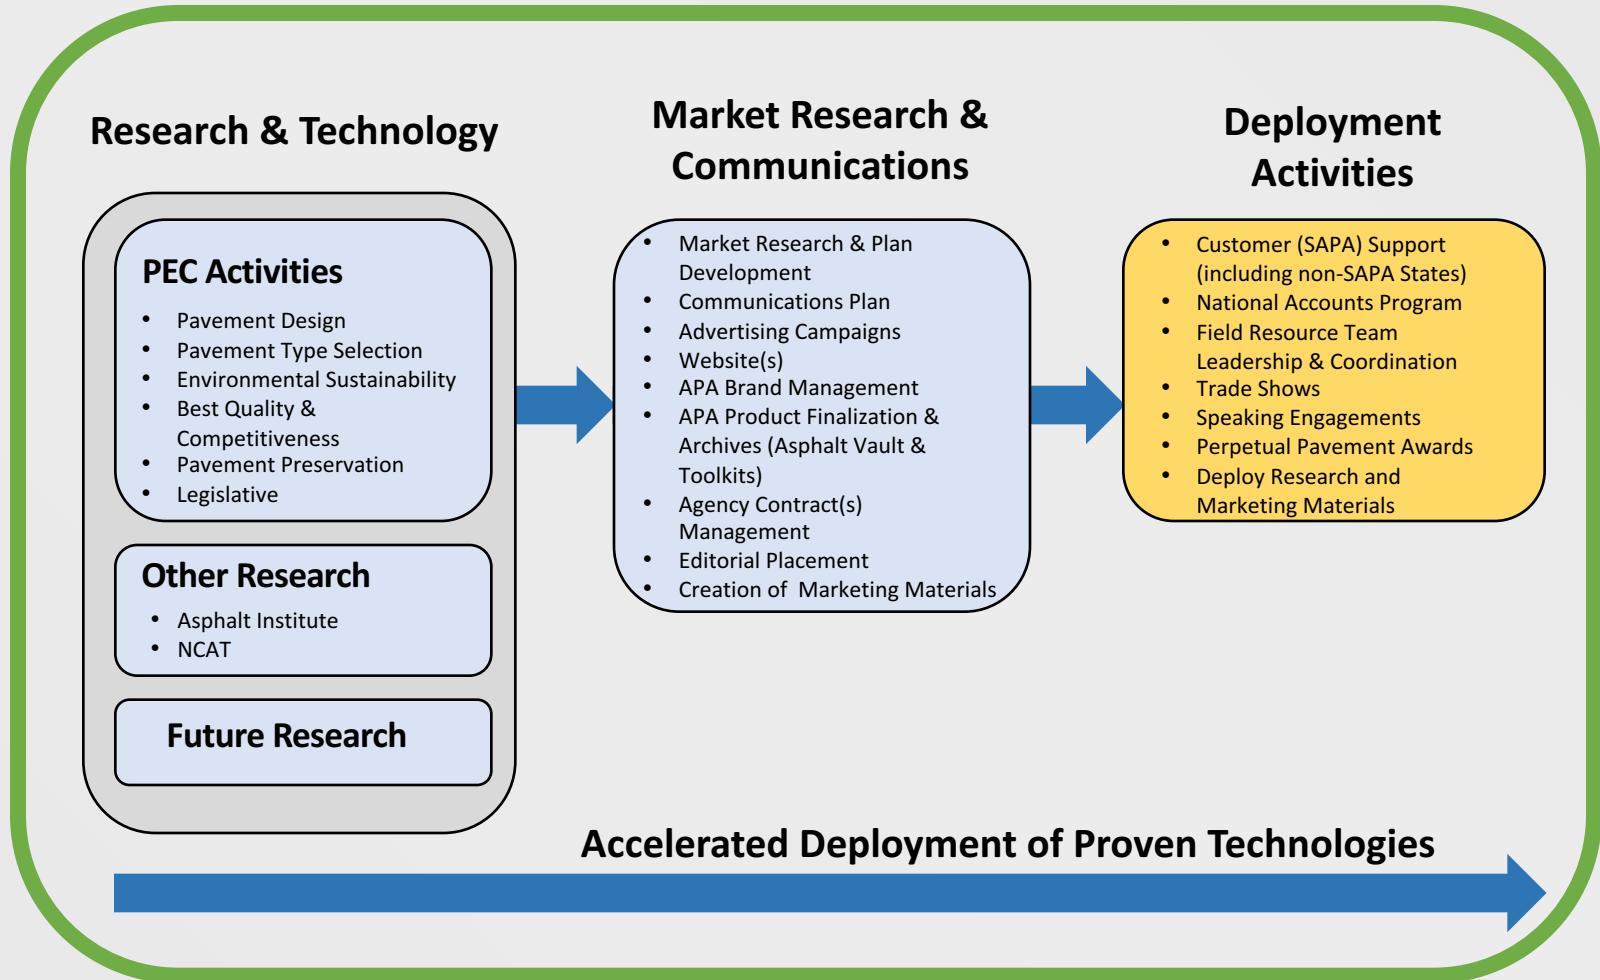 Research & Technology
PEC Activities
• Pavement Design
• Pavement Type Selection
• Environmental Sustainability
• Best Quality &
Competitiveness
• Pavement Preservation
• Legislative
Other Research
• Asphalt Institute
• NCAT
Future Research
Market Research &
Communications
• Market Research & Plan
Development
• Communications Plan
• Advertising Campaigns
• Website(s)
• APA Brand Management
• APA Product Finalization &
Archives (Asphalt Vault &
Toolkits)
• Agency Contract(s)
Management
• Editorial Placement
• Creation of  Marketing Materials
Deployment
Activities
• Customer (SAPA) Support
(including non-SAPA States)
• National Accounts Program
• Field Resource Team
Leadership & Coordination
• Trade Shows
• Speaking Engagements
• Perpetual Pavement Awards
• Deploy Research and
Marketing Materials
Accelerated Deployment of Proven Technologies